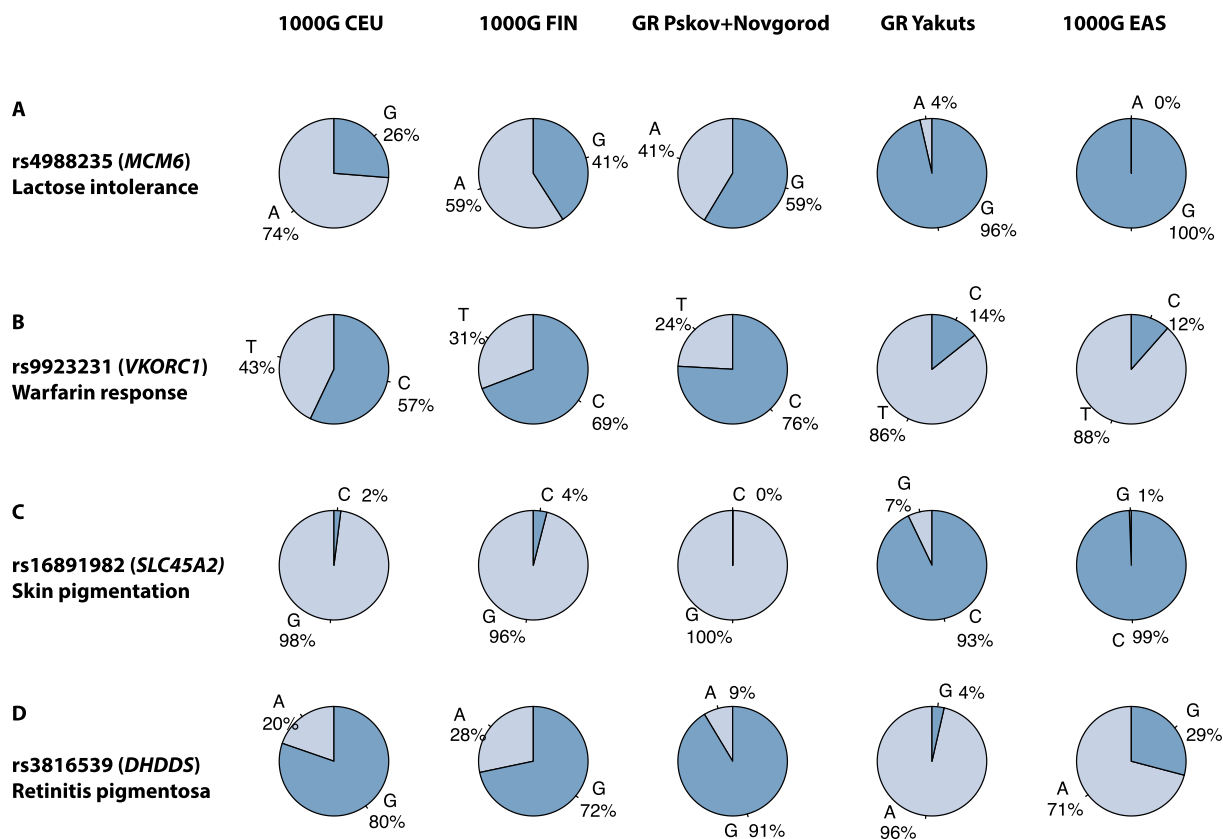 1000G CEU 1000G FIN GR Pskov+Novgorod GR Yakuts 1000G EAS
A
rs4988235 (MCM6)
Lactose intolerance
G
26%
A
74%
G
41%
A
59%
A
41%
G
59%
A 4%
G
96%
A 0%
G
100%
B
rs9923231 (VKORC1)
Warfarin response
T
43%
C
57%
T
31%
C
69%
T
24%
C
76%
C
14%
T
86%
C
12%
T
88%
C
rs16891982 (SLC45A2)
Skin pigmentation
C 2%
G
98%
C 4%
G
96%
C 0%
G
100%
G
7%
C
93%
G 1%
C 99%
D
rs3816539 (DHDDS)
Retinitis pigmentosa
A
20%
G
80%
A
28%
G
72%
A 9%
G 91%
G 4%
A
96%
G
29%
A
71%